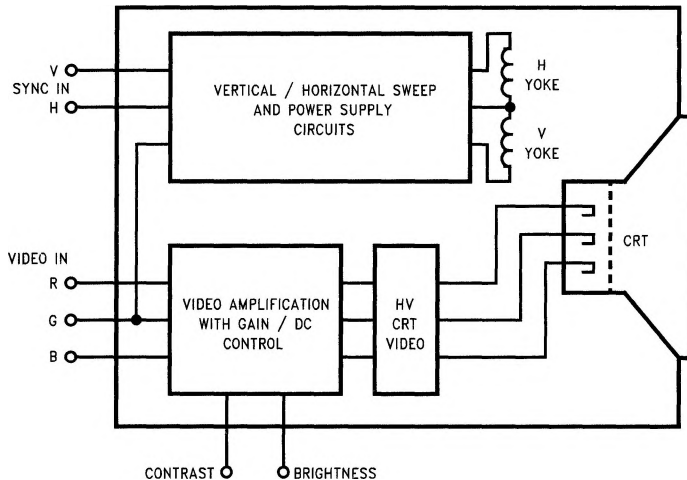 V
SYNC IN
H
VERTICAL / HORIZONTAL SWEEP
AND POWER SUPPLY
CIRCUITS
H
YOKE
V
YOKE
CRT
VIDEO IN
R
G
B
VIDEO AMPLIFICATION
WITH GAIN / DC
CONTROL
HV
CRT
VIDEO
CONTRAST
BRIGHTNESS